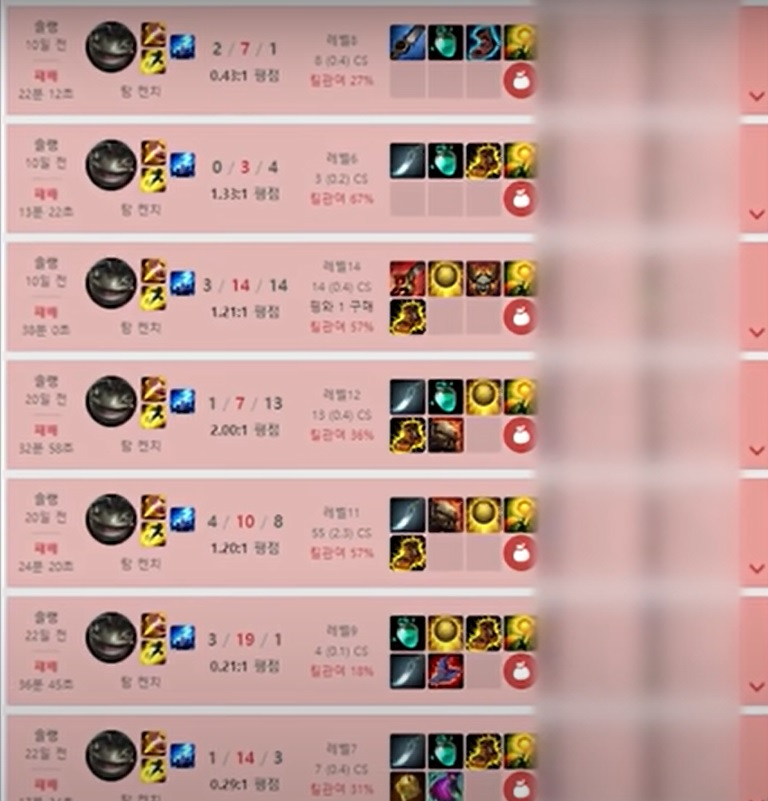 솔랭
10일 전
패배
22분 12초
탐 켄치
2 / 7 / 1
0.43:1 평점
레벨8
8 (0.4) CS
킬관여 27%
솔랭
10일 전
패배
13분 22초
탐 켄치
0 / 3 / 4
1.33:1 평점
레벨6
3 (0.2) CS
킬관여 67%
솔랭
10일 전
패배
38분 0초
탐 켄치
3 / 14 / 14
1.21:1 평점
레벨14
14 (0.4) CS
핑와 1 구매
킬관여 57%
솔랭
20일 전
패배
32분 58초
탐 켄치
1 / 7 / 13
2.00:1 평점
레벨12
13 (0.4) CS
킬관여 36%
솔랭
20일 전
패배
24분 20초
탐 켄치
4 / 10 / 8
1.20:1 평점
레벨11
55 (2.3) CS
킬관여 57%
솔랭
22일 전
패배
36분 45초
탐 켄치
3 / 19 / 1
0.21:1 평점
레벨9
4 (0.1) CS
킬관여 18%
솔랭
22일 전
패배
탐 켄치
1 / 14 / 3
0.29:1 평점
레벨7
7 (0.4) CS
킬관여 31%